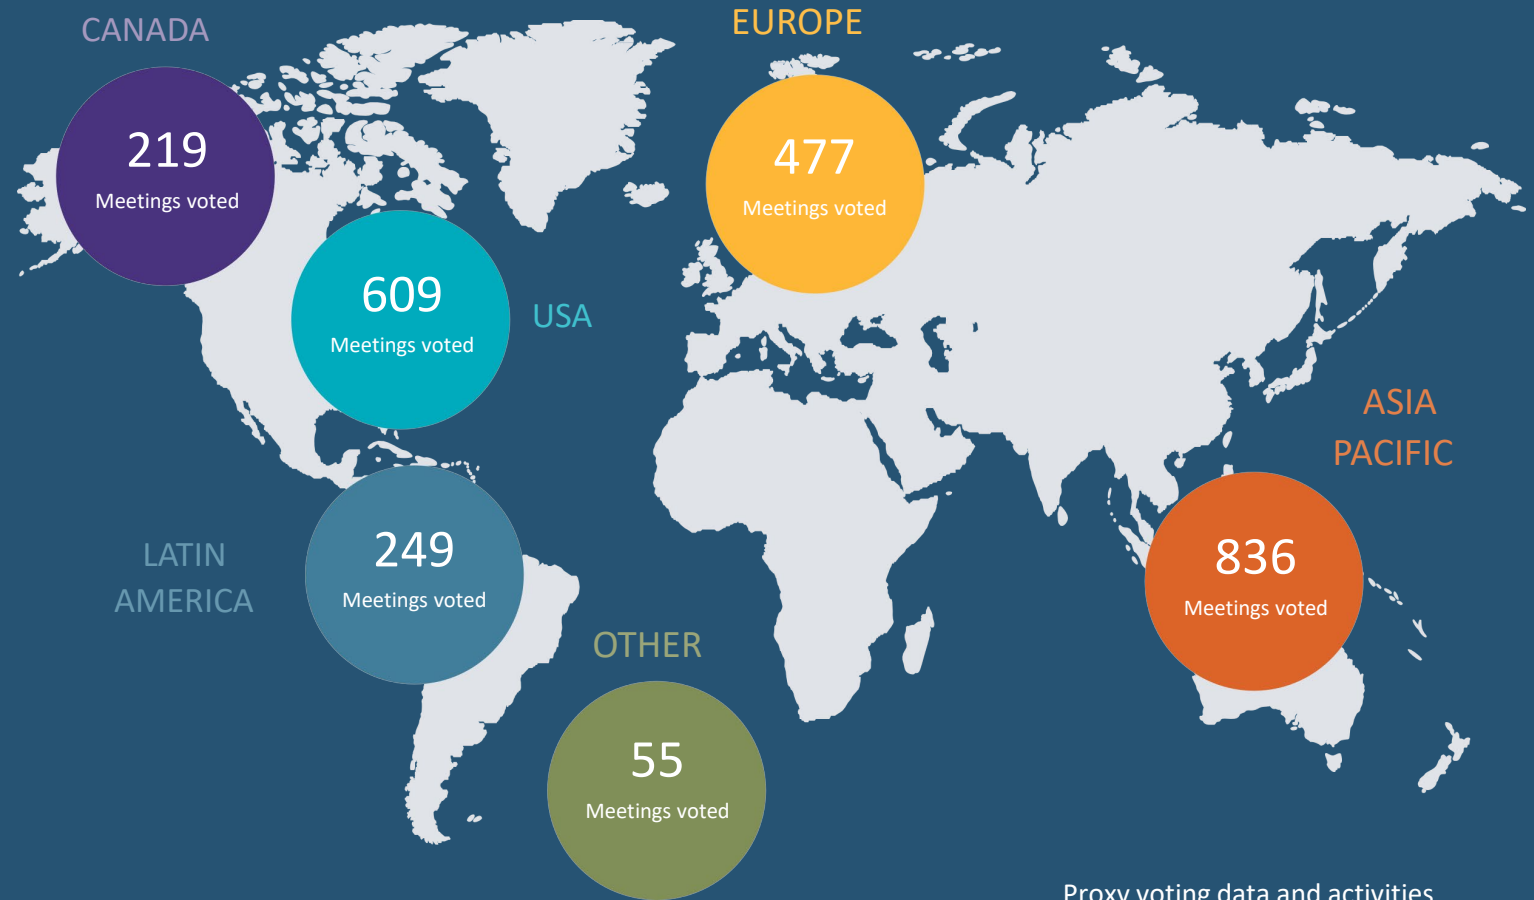 CANADA
219
Meetings voted
EUROPE
477
Meetings voted
609
Meetings voted
USA
ASIA
PACIFIC
836
Meetings voted
LATIN
AMERICA
249
Meetings voted
OTHER
55
Meetings voted
Proxy voting data and activities